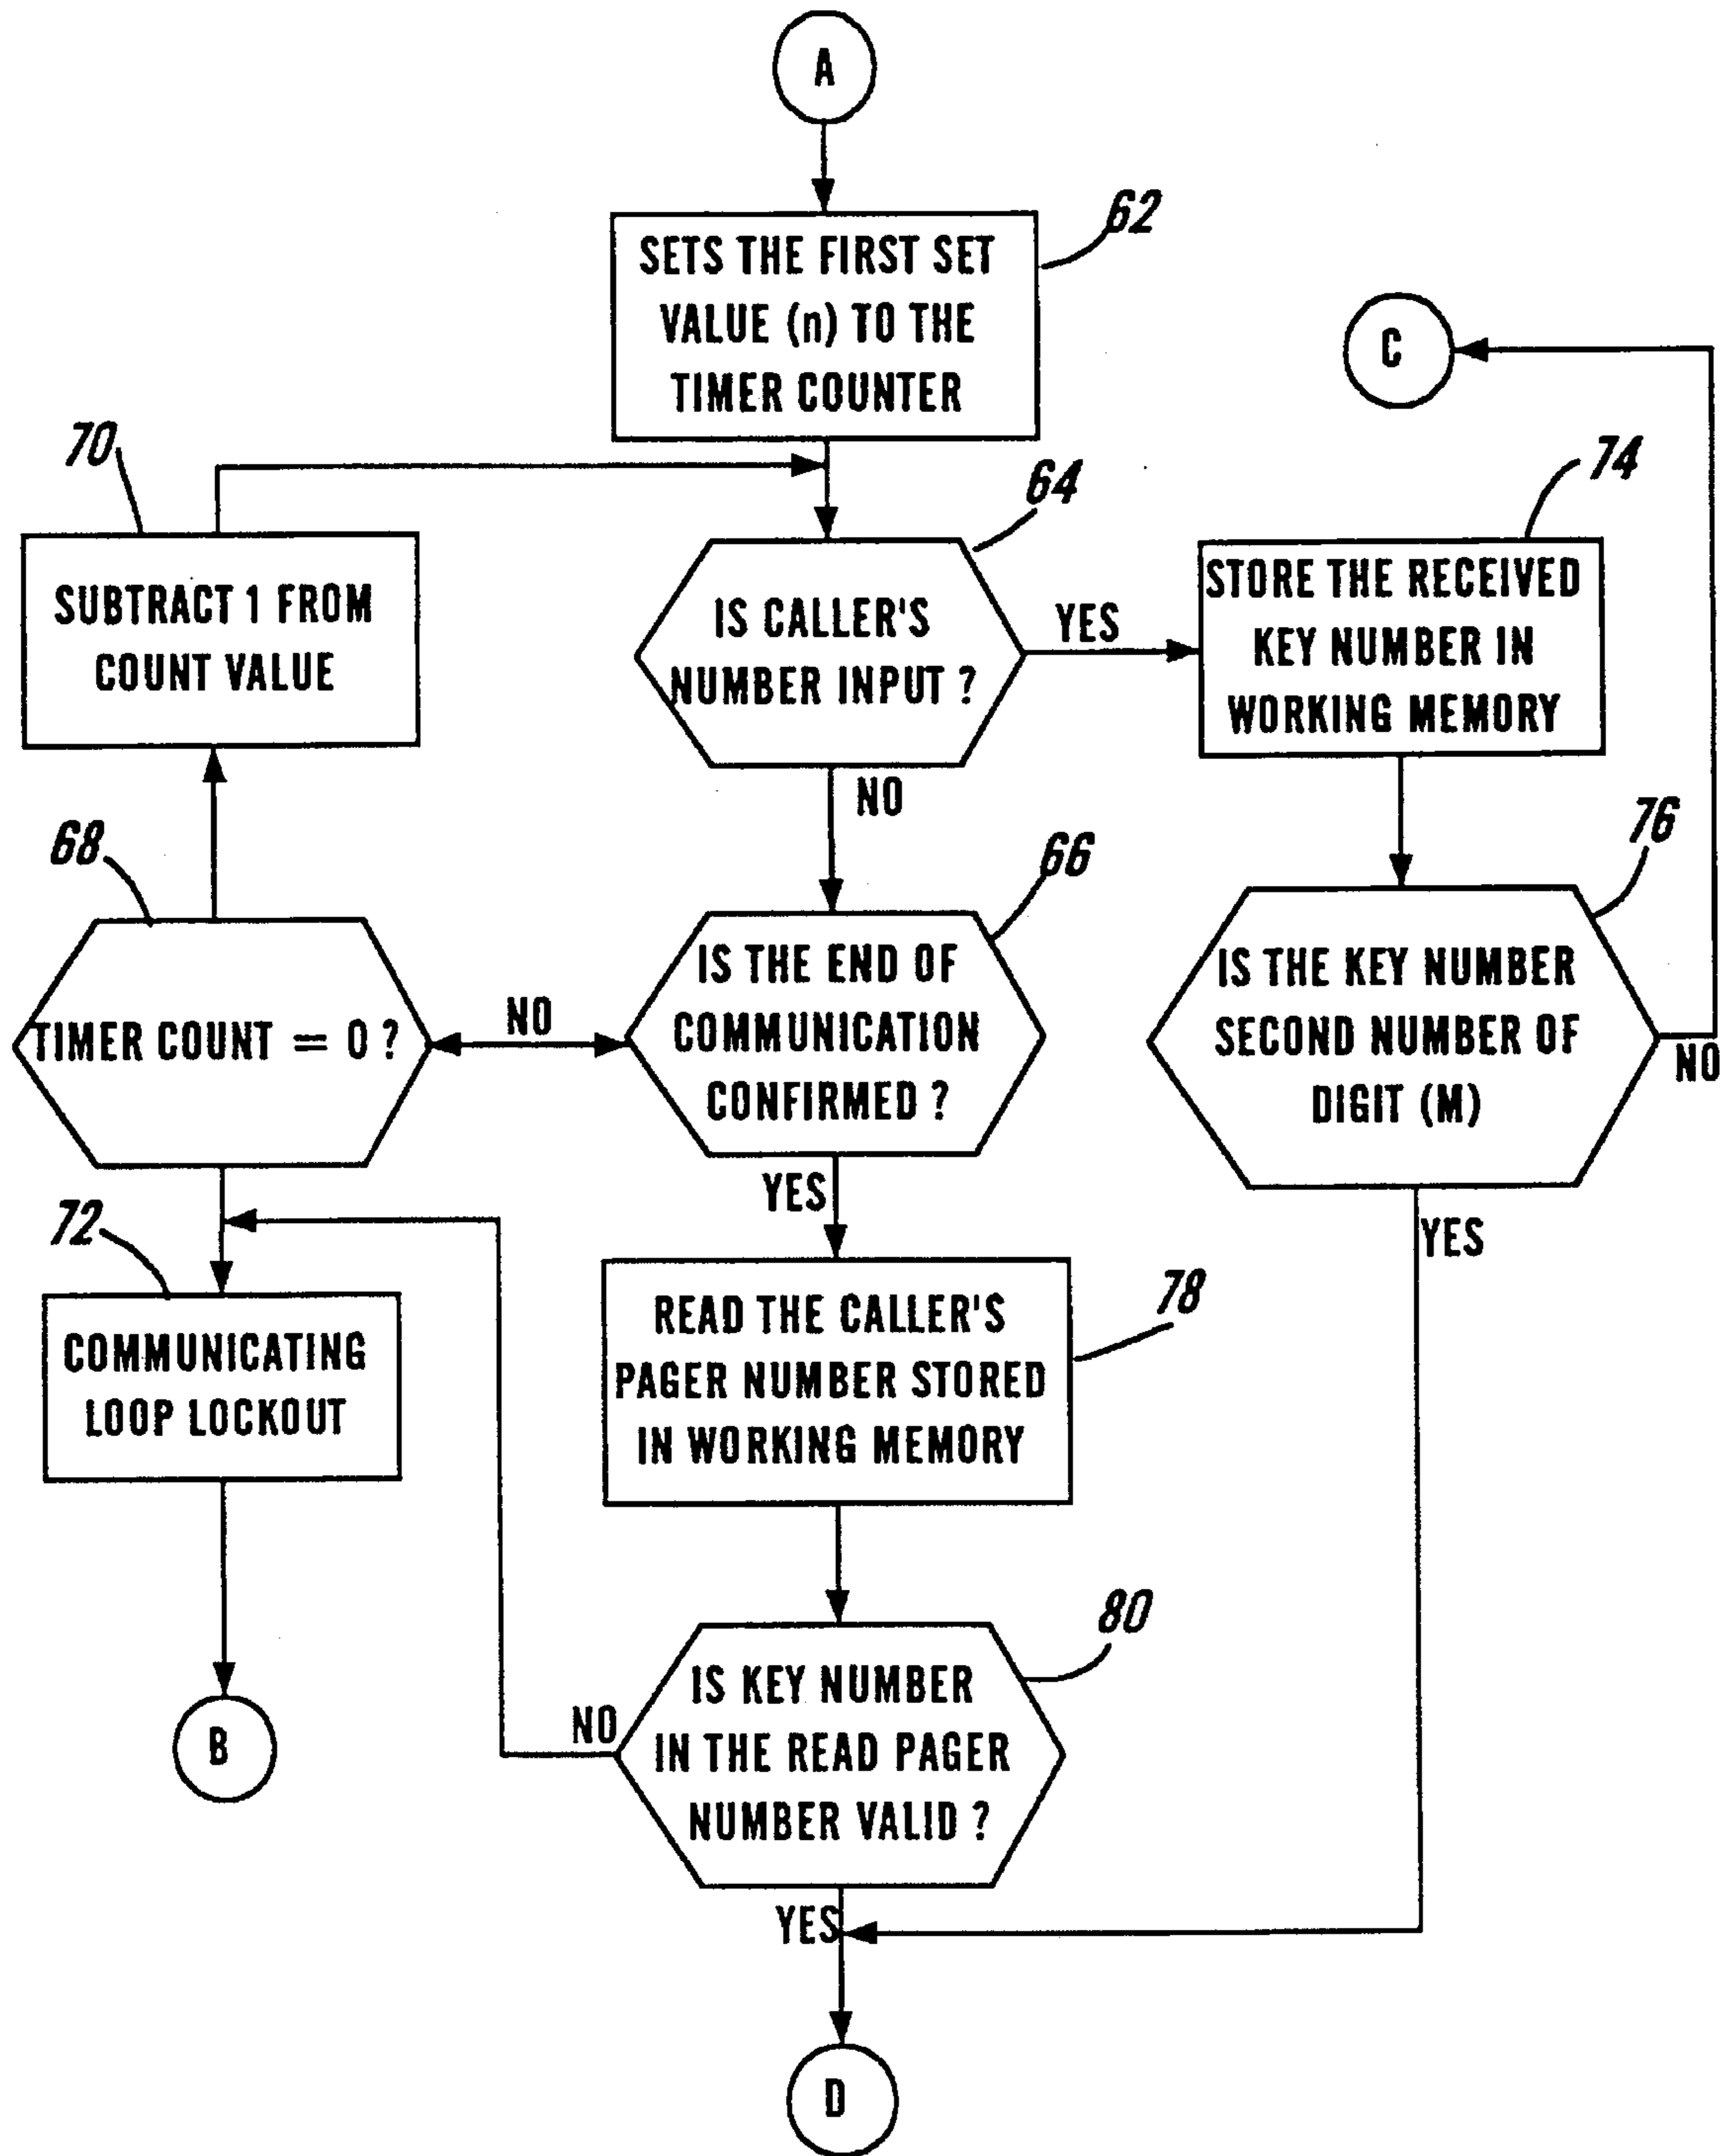 A
62
SETS THE FIRST SET
VALUE (n) TO THE
TIMER COUNTER
C
70
64
74
SUBTRACT 1 FROM
COUNT VALUE
IS CALLER'S
NUMBER INPUT ?
YES
STORE THE RECEIVED
KEY NUMBER IN
WORKING MEMORY
NO
68
66
76
TIMER COUNT = 0 ?
NO
IS THE END OF
COMMUNICATION
CONFIRMED ?
IS THE KEY NUMBER
SECOND NUMBER OF
DIGIT (M)
NO
YES
YES
72
78
COMMUNICATING
LOOP LOCKOUT
READ THE CALLER'S
PAGER NUMBER STORED
IN WORKING MEMORY
80
B
NO
IS KEY NUMBER
IN THE READ PAGER
NUMBER VALID ?
YES
D